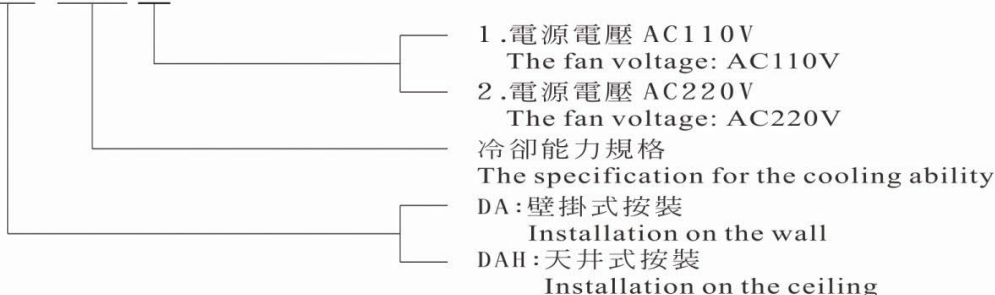 1.電源電壓 AC110V
The fan voltage: AC110V
2.電源電壓 AC220V
The fan voltage: AC220V
冷卻能力規格
The specification for the cooling ability
DA:壁掛式按裝
Installation on the wall
DAH:天井式按裝
Installation on the ceiling